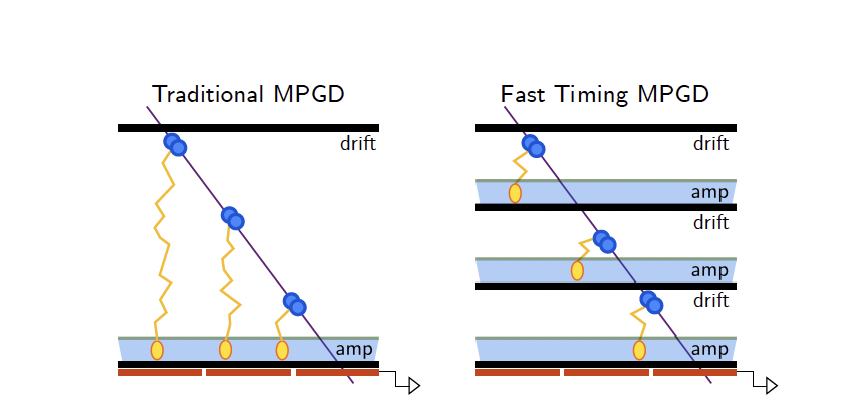 Traditional MPGD
drift
amp
Fast Timing MPGD
drift
amp
drift
amp
drift
amp